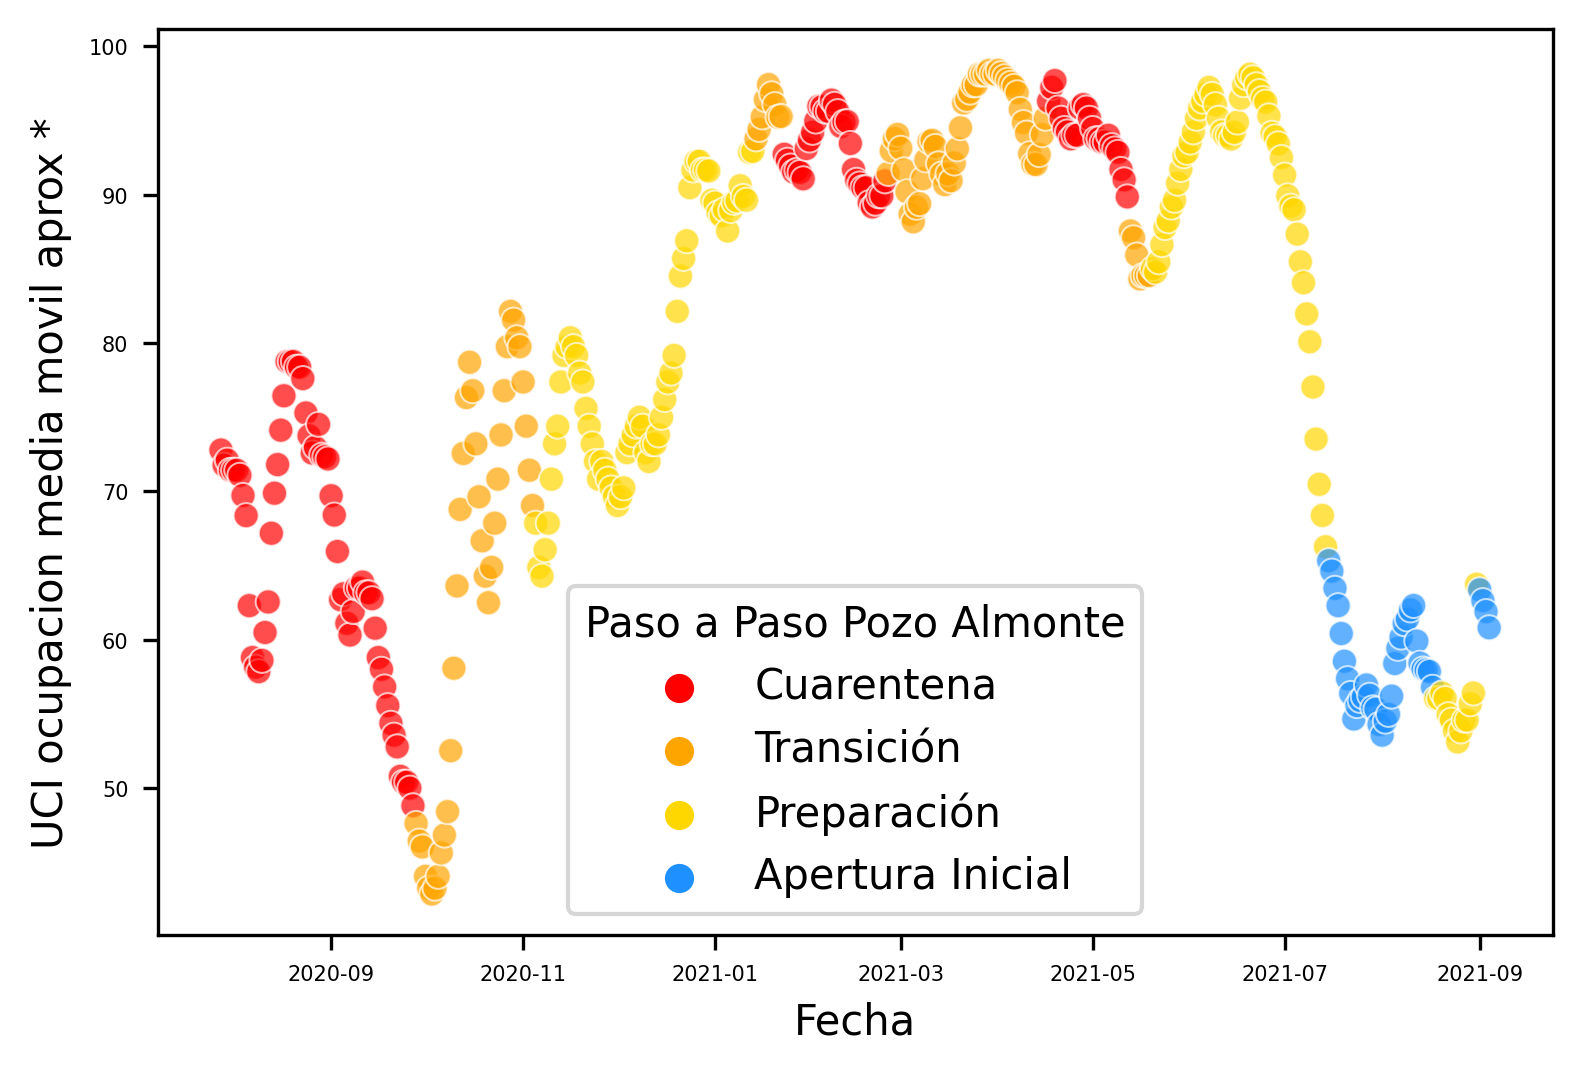 100
90
80
70
60
50
UCI ocupacion media movil aprox *
Paso a Paso Pozo Almonte
Cuarentena
Transición
Preparación
Apertura Inicial
2020-09 2020-11 2021-01 2021-03 2021-05 2021-07 2021-09
Fecha